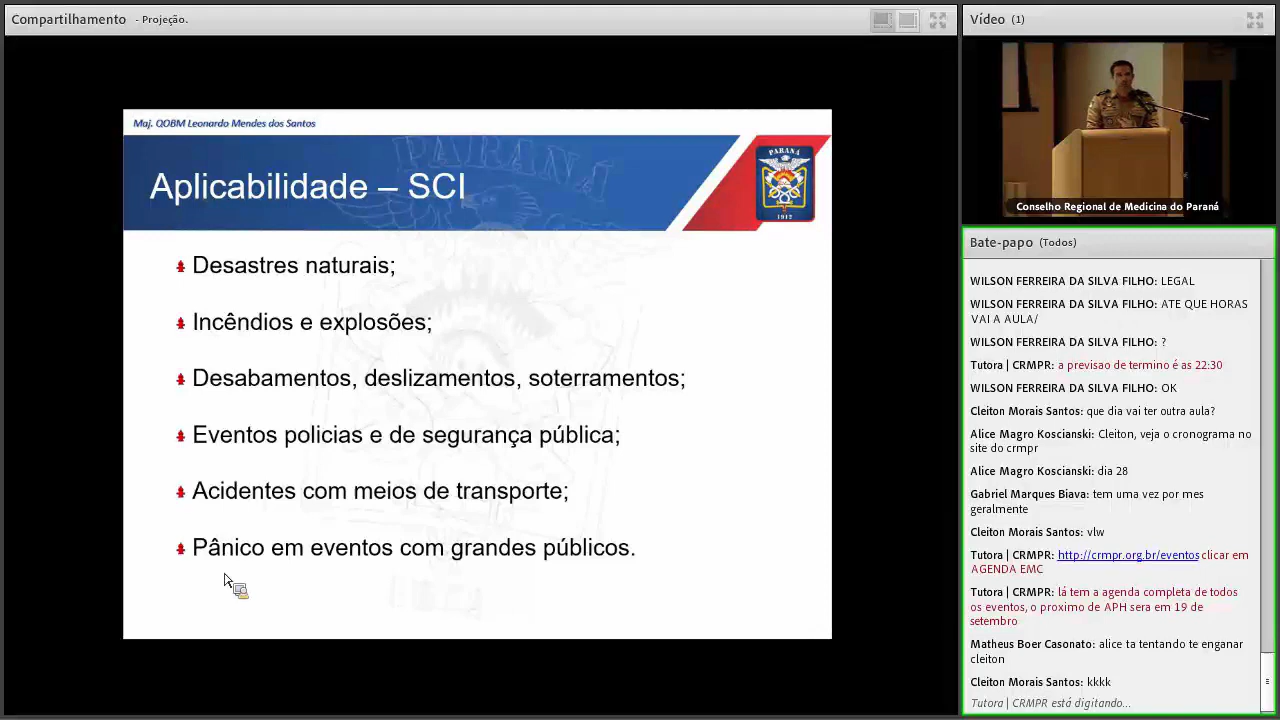 Compartilhamento - Projeção.
Maj. QOBM Leonardo Mendes dos Santos
Aplicabilidade – SCI
PARANÁ
1912
Desastres naturais;
Incêndios e explosões;
Desabamentos, deslizamentos, soterramentos;
Eventos policias e de segurança pública;
Acidentes com meios de transporte;
Pânico em eventos com grandes públicos.
Vídeo (1)
Conselho Regional de Medicina do Paraná
Bate-papo (Todos)
WILSON FERREIRA DA SILVA FILHO: LEGAL
WILSON FERREIRA DA SILVA FILHO: ATE QUE HORAS
VAI A AULA/
WILSON FERREIRA DA SILVA FILHO: ?
Tutora | CRMPR: a previsao de termino é as 22:30
WILSON FERREIRA DA SILVA FILHO: OK
Cleiton Morais Santos: que dia vai ter outra aula?
Alice Magro Koscianski: Cleiton, veja o cronograma no
site do crmpr
Alice Magro Koscianski: dia 28
Gabriel Marques Biava: tem uma vez por mes
geralmente
Cleiton Morais Santos: vlw
Tutora | CRMPR: http://crmpr.org.br/eventos clicar em
AGENDA EMC
Tutora | CRMPR: lá tem a agenda completa de todos
os eventos, o proximo de APH sera em 19 de
setembro
Matheus Boer Casonato: alice ta tentando te enganar
cleiton
Cleiton Morais Santos: kkkk
Tutora | CRMPR está digitando...